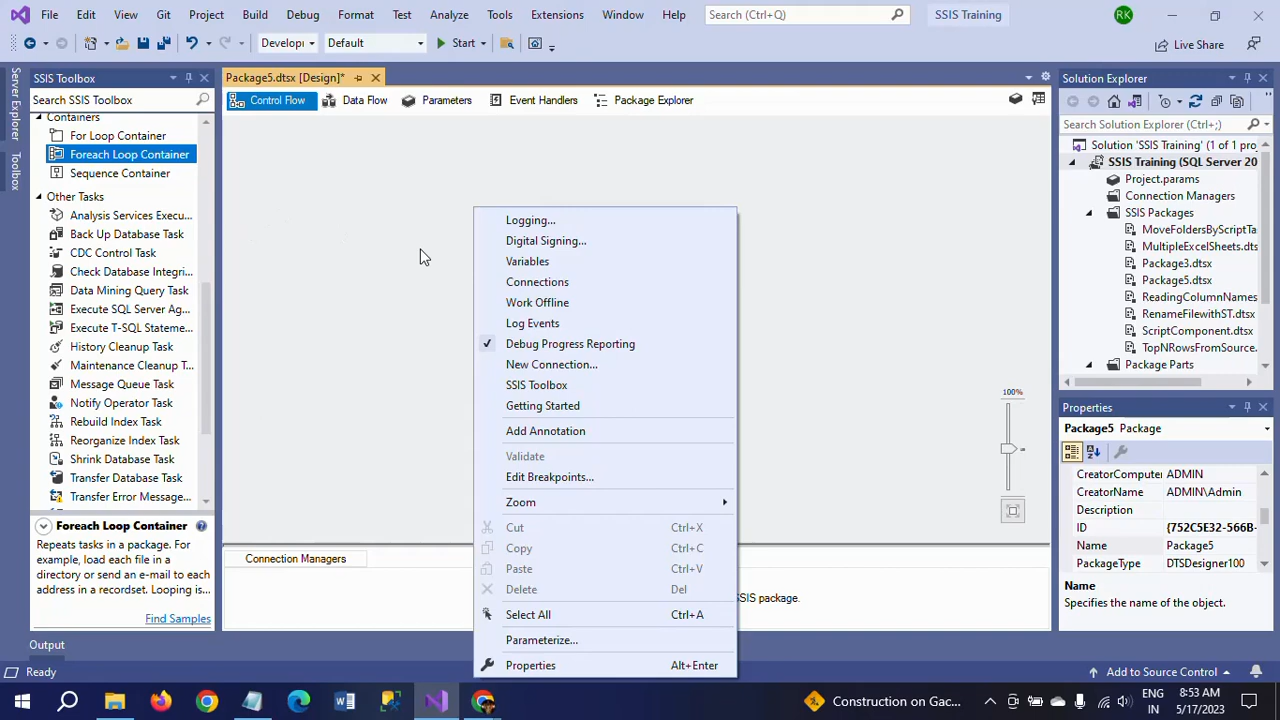 File Edit View Git Project Build Debug Format Test Analyze Tools Extensions Window Help Search (Ctrl+Q) SSIS Training RK
Developi Default Start Live Share
Server Explorer
Toolbox
SSIS Toolbox
Search SSIS Toolbox
Containers
For Loop Container
Foreach Loop Container
Sequence Container
Other Tasks
Analysis Services Execu...
Back Up Database Task
CDC Control Task
Check Database Integri...
Data Mining Query Task
Execute SQL Server Ag...
Execute T-SQL Stateme...
History Cleanup Task
Maintenance Cleanup T...
Message Queue Task
Notify Operator Task
Rebuild Index Task
Reorganize Index Task
Shrink Database Task
Transfer Database Task
Transfer Error Message...
Foreach Loop Container
Repeats tasks in a package. For
example, load each file in a
directory or send an e-mail to each
address in a recordset. Looping is...
Find Samples
Package5.dtsx [Design]*
Control Flow Data Flow Parameters Event Handlers Package Explorer
Logging...
Digital Signing...
Variables
Connections
Work Offline
Log Events
Debug Progress Reporting
New Connection...
SSIS Toolbox
Getting Started
Add Annotation
Validate
Edit Breakpoints...
Zoom
Cut Ctrl+X
Copy Ctrl+C
Paste Ctrl+V
Delete Del
Select All Ctrl+A
Parameterize...
Properties Alt+Enter
100%
Connection Managers
SSIS package.
Solution Explorer
Search Solution Explorer (Ctrl+;)
Solution 'SSIS Training' (1 of 1 proj
SSIS Training (SQL Server 20
Project.params
Connection Managers
SSIS Packages
MoveFoldersByScriptTa
MultipleExcelSheets.dts
Package3.dtsx
Package5.dtsx
ReadingColumnNames
RenameFilewithST.dtsx
ScriptComponent.dtsx
TopNRowsFromSource.
Package Parts
Properties
Package5 Package
CreatorComputer ADMIN
CreatorName ADMIN\Admin
Description
ID {752C5E32-566B-
Name Package5
PackageType DTSDesigner100
Name
Specifies the name of the object.
Output
Ready Add to Source Control
Construction on Gac... ENG IN 8:53 AM 5/17/2023